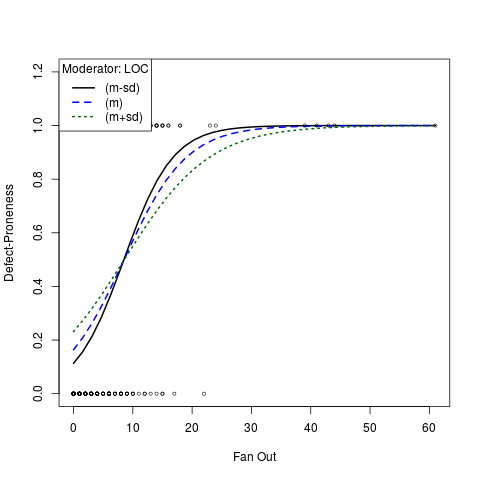 Moderator: LOC
(m-sd)
(m)
(m+sd)
Defect-Proneness
1.2
1.0
0.8
0.6
0.4
0.2
0.0
0 10 20 30 40 50 60
Fan Out